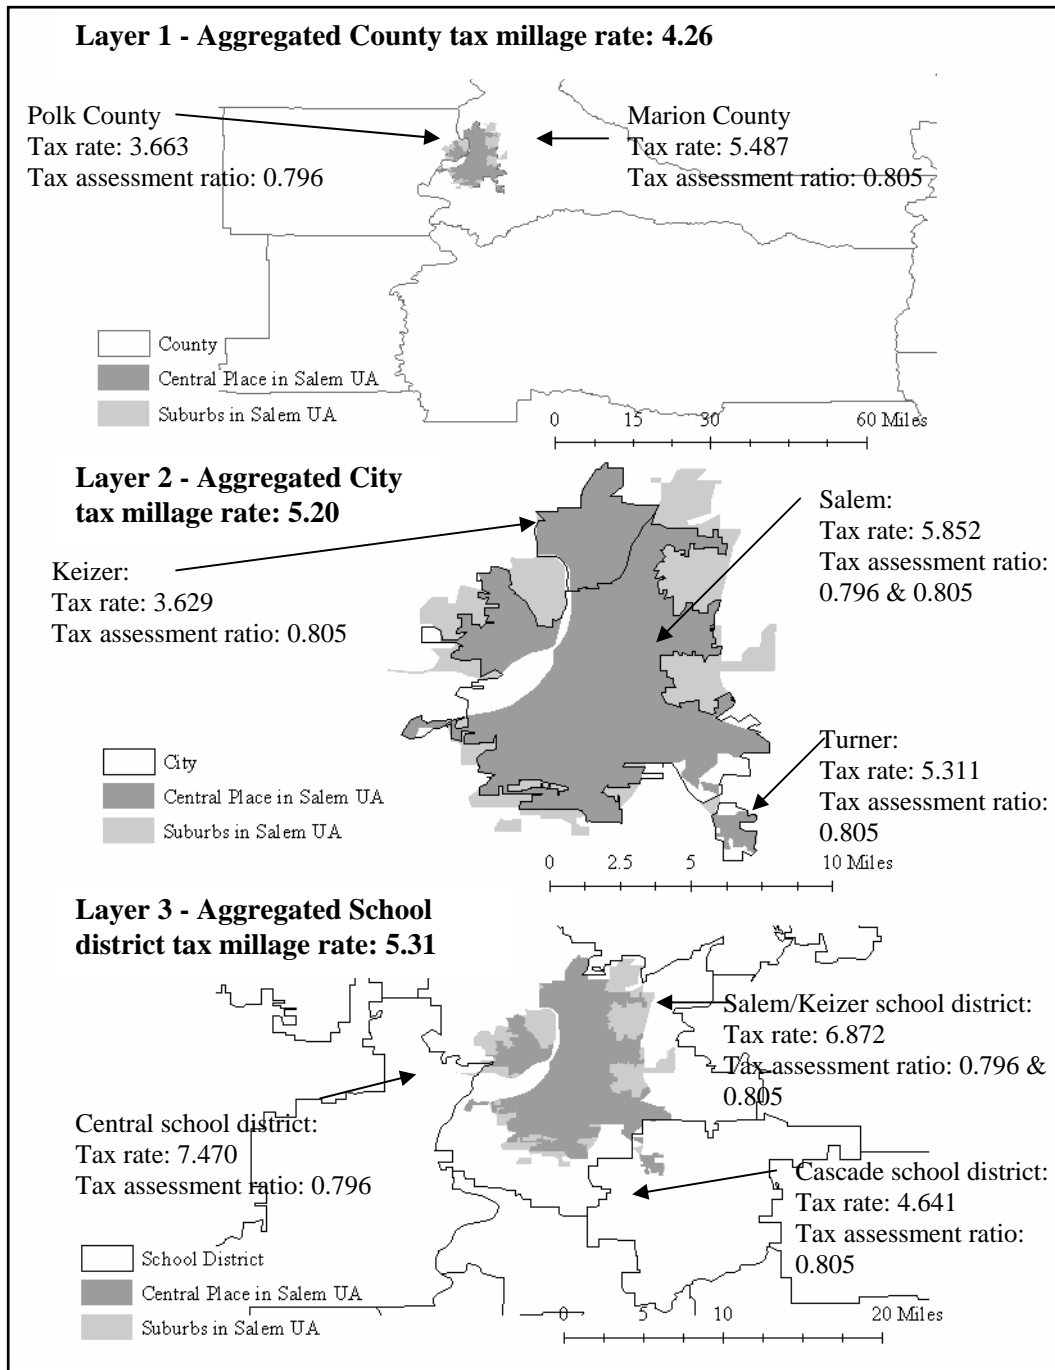 Layer 1 - Aggregated County tax millage rate: 4.26
Polk County
Tax rate: 3.663
Tax assessment ratio: 0.796
Marion County
Tax rate: 5.487
Tax assessment ratio: 0.805
County
Central Place in Salem UA
Suburbs in Salem UA
0 15 30 60 Miles
Layer 2 - Aggregated City
tax millage rate: 5.20
Keizer:
Tax rate: 3.629
Tax assessment ratio: 0.805
Salem:
Tax rate: 5.852
Tax assessment ratio:
0.796 & 0.805
Turner:
Tax rate: 5.311
Tax assessment ratio:
0.805
City
Central Place in Salem UA
Suburbs in Salem UA
0 2.5 5 10 Miles
Layer 3 - Aggregated School
district tax millage rate: 5.31
Salem/Keizer school district:
Tax rate: 6.872
Tax assessment ratio: 0.796 &
0.805
Central school district:
Tax rate: 7.470
Tax assessment ratio: 0.796
Cascade school district:
Tax rate: 4.641
Tax assessment ratio:
0.805
School District
Central Place in Salem UA
Suburbs in Salem UA
0 5 10 20 Miles